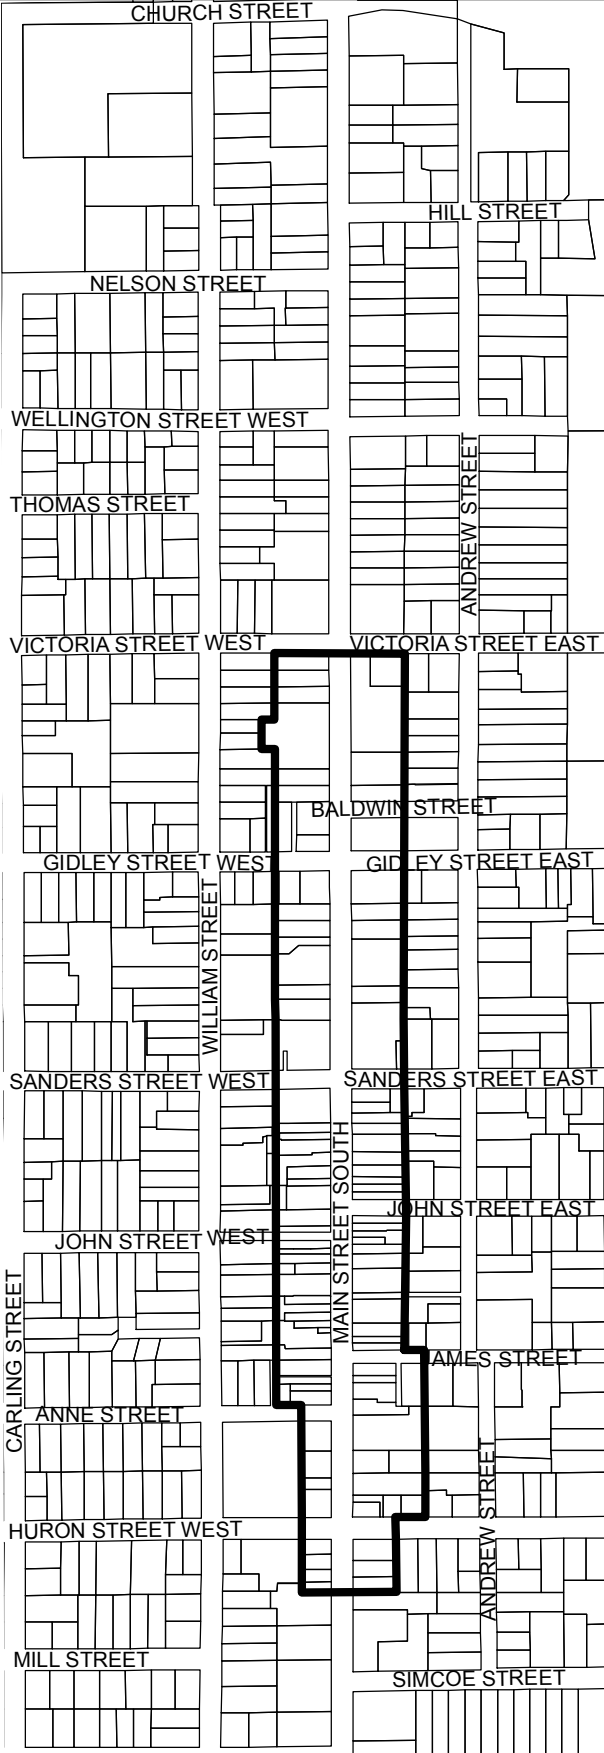 CHURCH STREET
HILL STREET
NELSON STREET
WELLINGTON STREET WEST
ANDREW STREET
THOMAS STREET
VICTORIA STREET WEST
VICTORIA STREET EAST
BALDWIN STREET
GIDLEY STREET WEST
GIDLEY STREET EAST
WILLIAM STREET
SANDERS STREET WEST
SANDERS STREET EAST
MAIN STREET SOUTH
JOHN STREET EAST
JOHN STREET WEST
CARLING STREET
AMES STREET
ANNE STREET
ANDREW STREET
HURON STREET WEST
MILL STREET
SIMCOE STREET